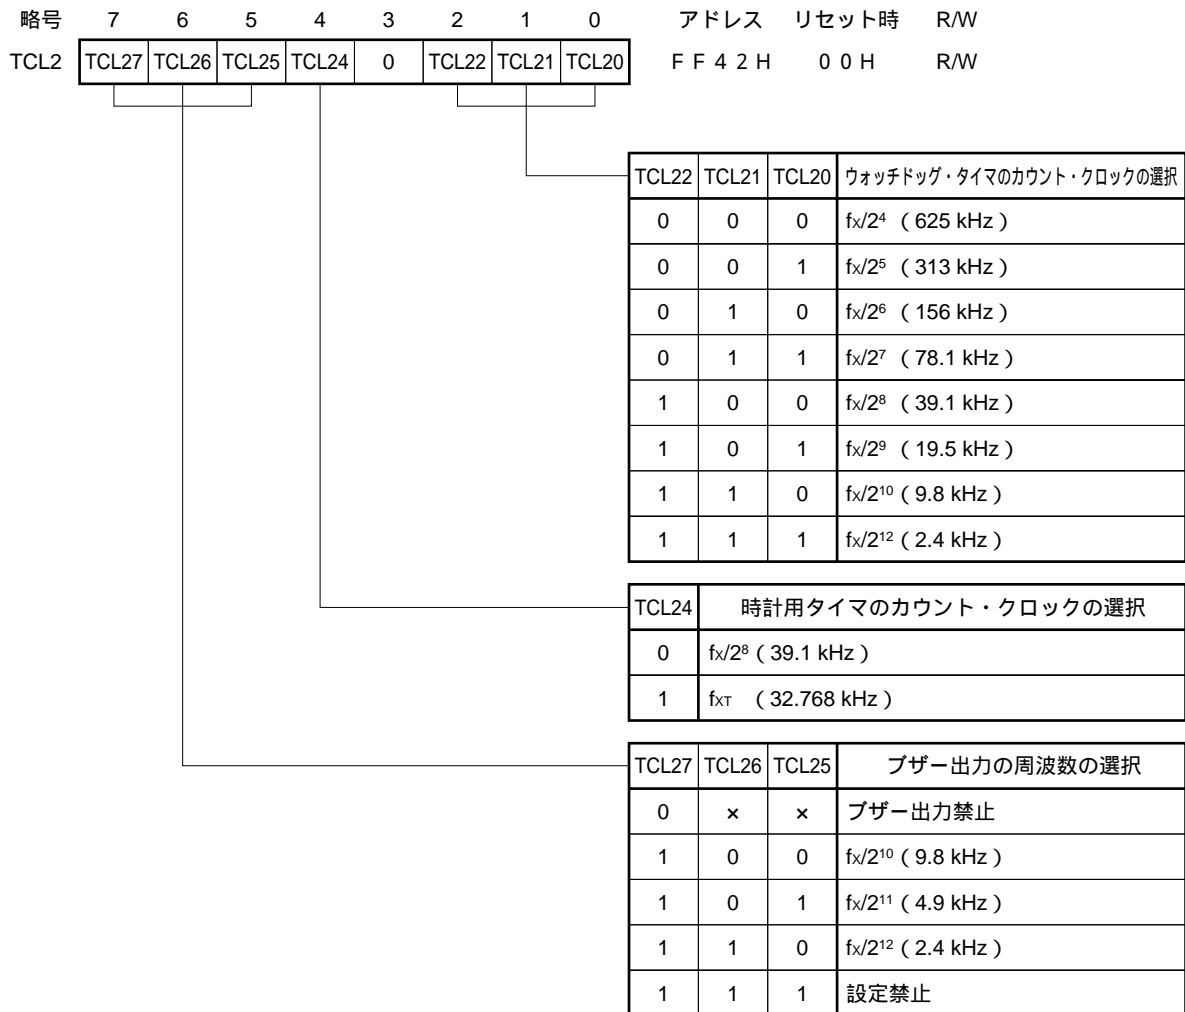 略号 7 6 5 4 3 2 1 0 アドレス リセット時 R/W
TCL2 TCL27 TCL26 TCL25 TCL24 0 TCL22 TCL21 TCL20 FF42H 00H R/W
TCL22 TCL21 TCL20 ウォッチドッグ・タイマのカウント・クロックの選択
0 0 0 fx/2⁴ (625 kHz)
0 0 1 fx/2⁵ (313 kHz)
0 1 0 fx/2⁶ (156 kHz)
0 1 1 fx/2⁷ (78.1 kHz)
1 0 0 fx/2⁸ (39.1 kHz)
1 0 1 fx/2⁹ (19.5 kHz)
1 1 0 fx/2¹⁰ (9.8 kHz)
1 1 1 fx/2¹² (2.4 kHz)
TCL24 時計用タイマのカウント・クロックの選択
0 fx/2⁸ (39.1 kHz)
1 fXT (32.768 kHz)
TCL27 TCL26 TCL25 ブザー出力の周波数の選択
0 × × ブザー出力禁止
1 0 0 fx/2¹⁰ (9.8 kHz)
1 0 1 fx/2¹¹ (4.9 kHz)
1 1 0 fx/2¹² (2.4 kHz)
1 1 1 設定禁止